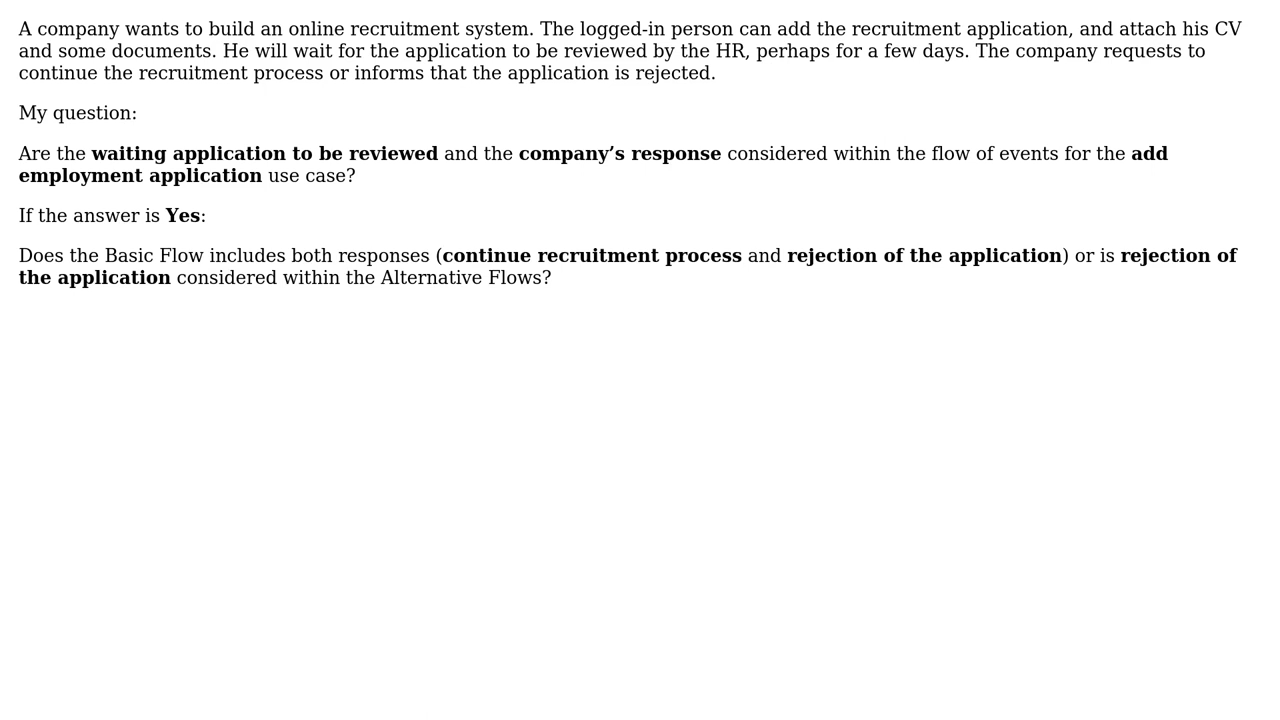 A company wants to build an online recruitment system. The logged-in person can add the recruitment application, and attach his CV
and some documents. He will wait for the application to be reviewed by the HR, perhaps for a few days. The company requests to
continue the recruitment process or informs that the application is rejected.
My question:
Are the waiting application to be reviewed and the company’s response considered within the flow of events for the add
employment application use case?
If the answer is Yes:
Does the Basic Flow includes both responses (continue recruitment process and rejection of the application) or is rejection of
the application considered within the Alternative Flows?